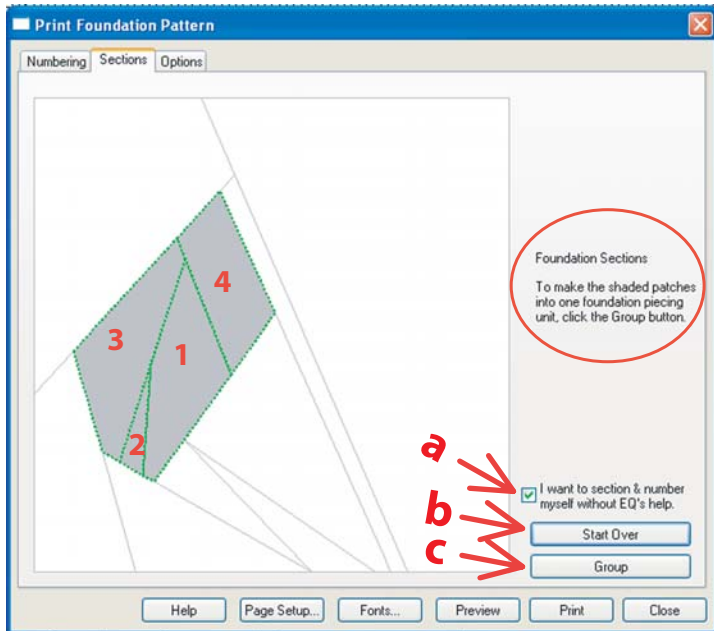 Print Foundation Pattern
Numbering Sections Options
4
3
1
2
Foundation Sections
To make the shaded patches
into one foundation piecing
unit, click the Group button.
a
I want to section & number
myself without EQ's help.
b
Start Over
c
Group
Help Page Setup... Fonts... Preview Print Close